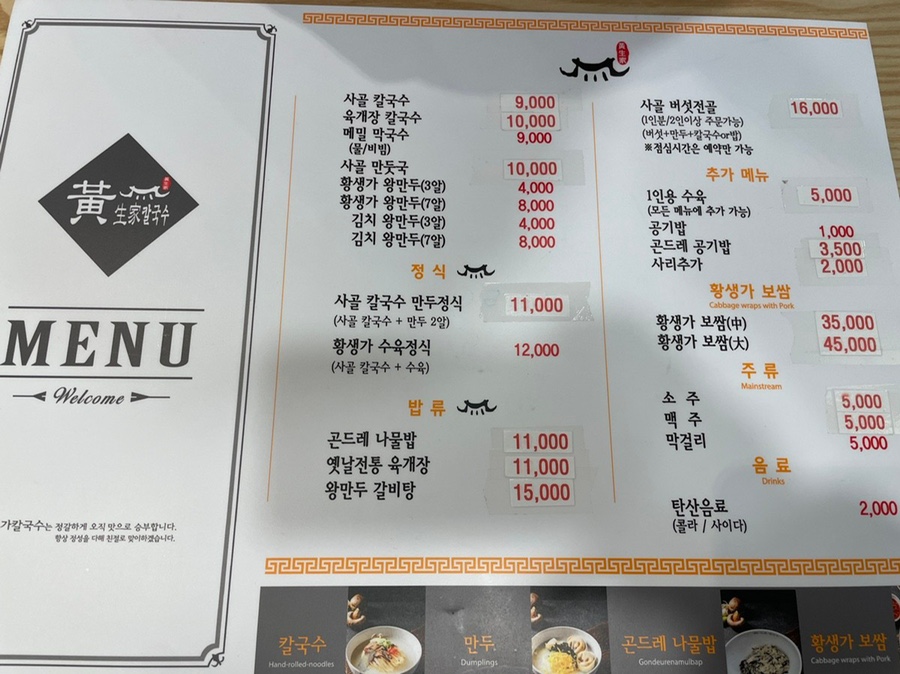 黃
生家칼국수
MENU
Welcome
가칼국수는 정갈하게 오직 맛으로 승부합니다.
항상 정성을 다해 친절로 맞이하겠습니다.
黃生家
사골 칼국수 9,000
육개장 칼국수 10,000
메밀 막국수 9,000
(물/비빔)
사골 만둣국 10,000
황생가 왕만두(3알) 4,000
황생가 왕만두(7알) 8,000
김치 왕만두(3알) 4,000
김치 왕만두(7알) 8,000
정식
사골 칼국수 만두정식 11,000
(사골 칼국수 + 만두 2알)
황생가 수육정식 12,000
(사골 칼국수 + 수육)
밥류
곤드레 나물밥 11,000
옛날전통 육개장 11,000
왕만두 갈비탕 15,000
사골 버섯전골 16,000
(1인분/2인이상 주문가능)
(버섯+만두+칼국수or밥)
※점심시간은 예약만 가능
추가 메뉴
1인용 수육 5,000
(모든 메뉴에 추가 가능)
공기밥 1,000
곤드레 공기밥 3,500
사리추가 2,000
황생가 보쌈
Cabbage wraps with Pork
황생가 보쌈(中) 35,000
황생가 보쌈(大) 45,000
주류
Mainstream
소주 5,000
맥주 5,000
막걸리 5,000
음료
Drinks
탄산음료 2,000
(콜라 / 사이다)
칼국수
Hand-rolled-noodles
만두.
Dumplings
곤드레 나물밥
Gondeurenamulbap
황생가 보쌈
Cabbage wraps with Pork